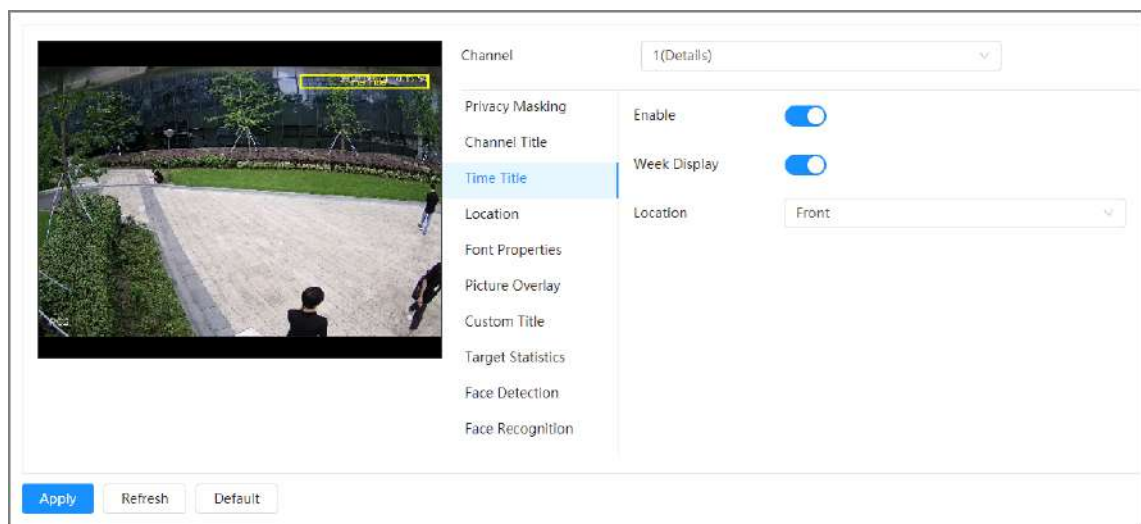 Channel
1(Details)
Privacy Masking
Channel Title
Time Title
Location
Font Properties
Picture Overlay
Custom Title
Target Statistics
Face Detection
Face Recognition
Enable
Week Display
Location
Front
Apply
Refresh
Default